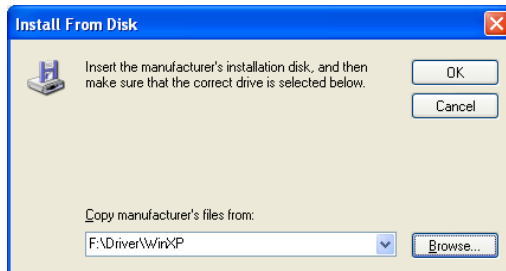 Install From Disk
Insert the manufacturer's installation disk, and then
make sure that the correct drive is selected below.
OK
Cancel
Copy manufacturer's files from:
F:\Driver\WinXP
Browse...